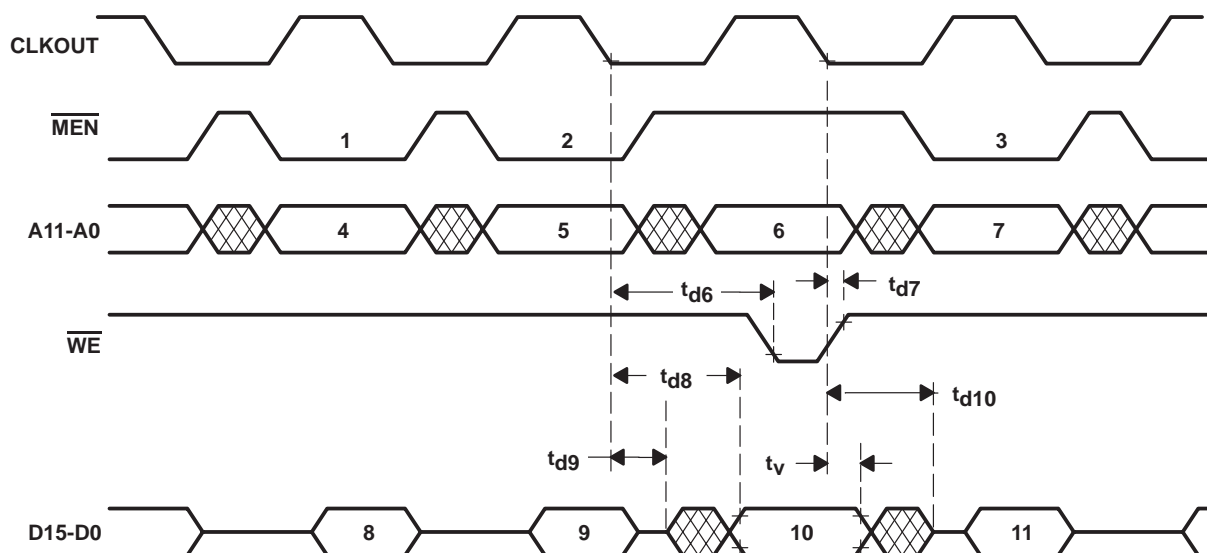 CLKOUT
MEN
1 2 3
A11-A0
4 5 6 7
td6 td7
WE
td8 td10
td9 tv
D15-D0
8 9 10 11